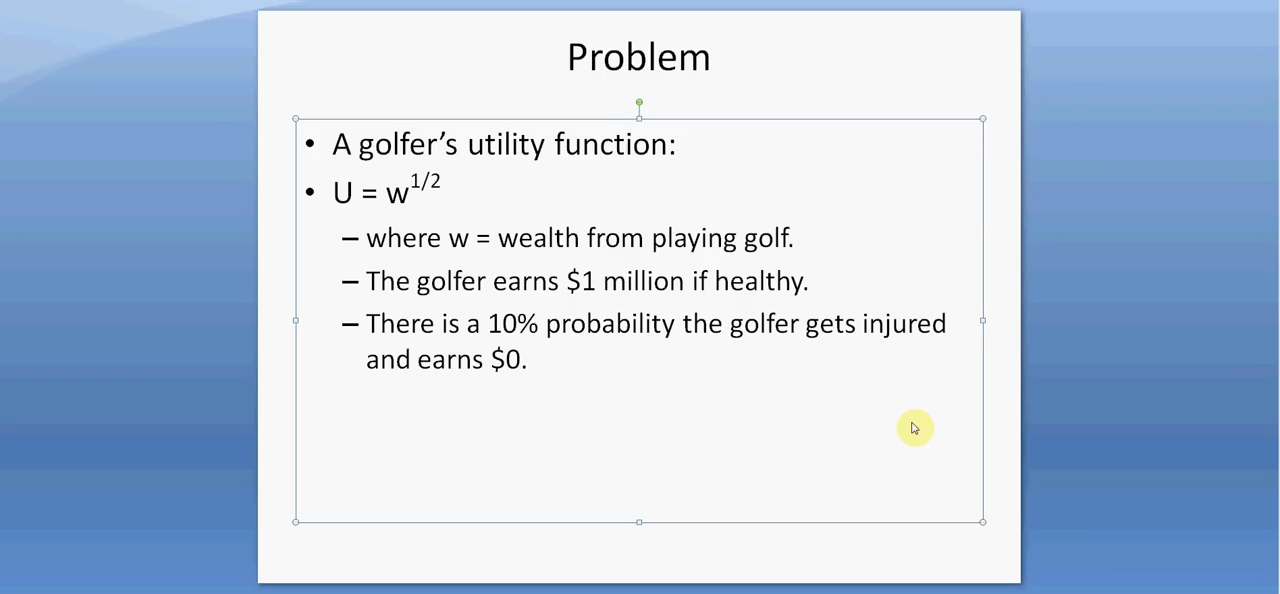 Problem
• A golfer’s utility function:
• U = w^1/2
– where w = wealth from playing golf.
– The golfer earns $1 million if healthy.
– There is a 10% probability the golfer gets injured
and earns $0.